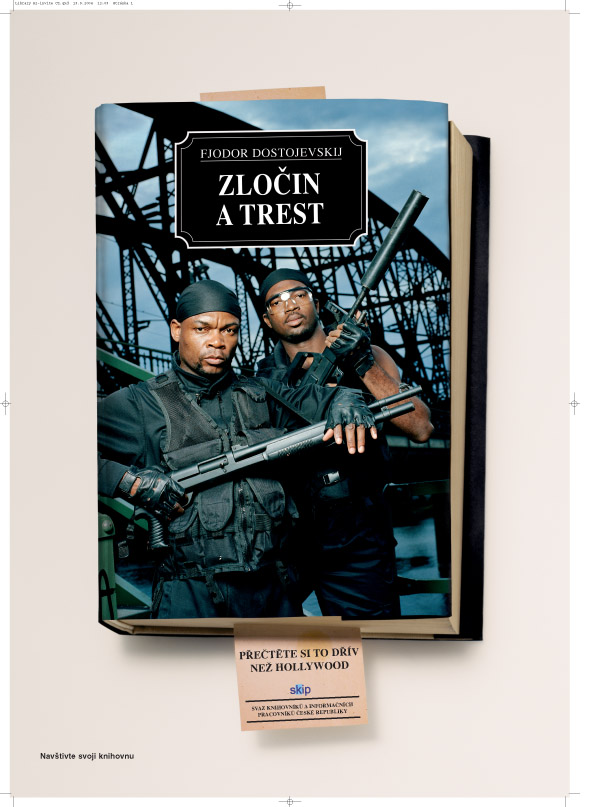 FJODOR DOSTOJEVSKIJ
ZLOČIN
A TREST
PŘEČTĚTE SI TO DŘÍV
NEŽ HOLLYWOOD
skip
SVAZ KNIHOVNÍKŮ A INFORMAČNÍCH
PRACOVNÍKŮ ČESKÉ REPUBLIKY
Navštivte svoji knihovnu